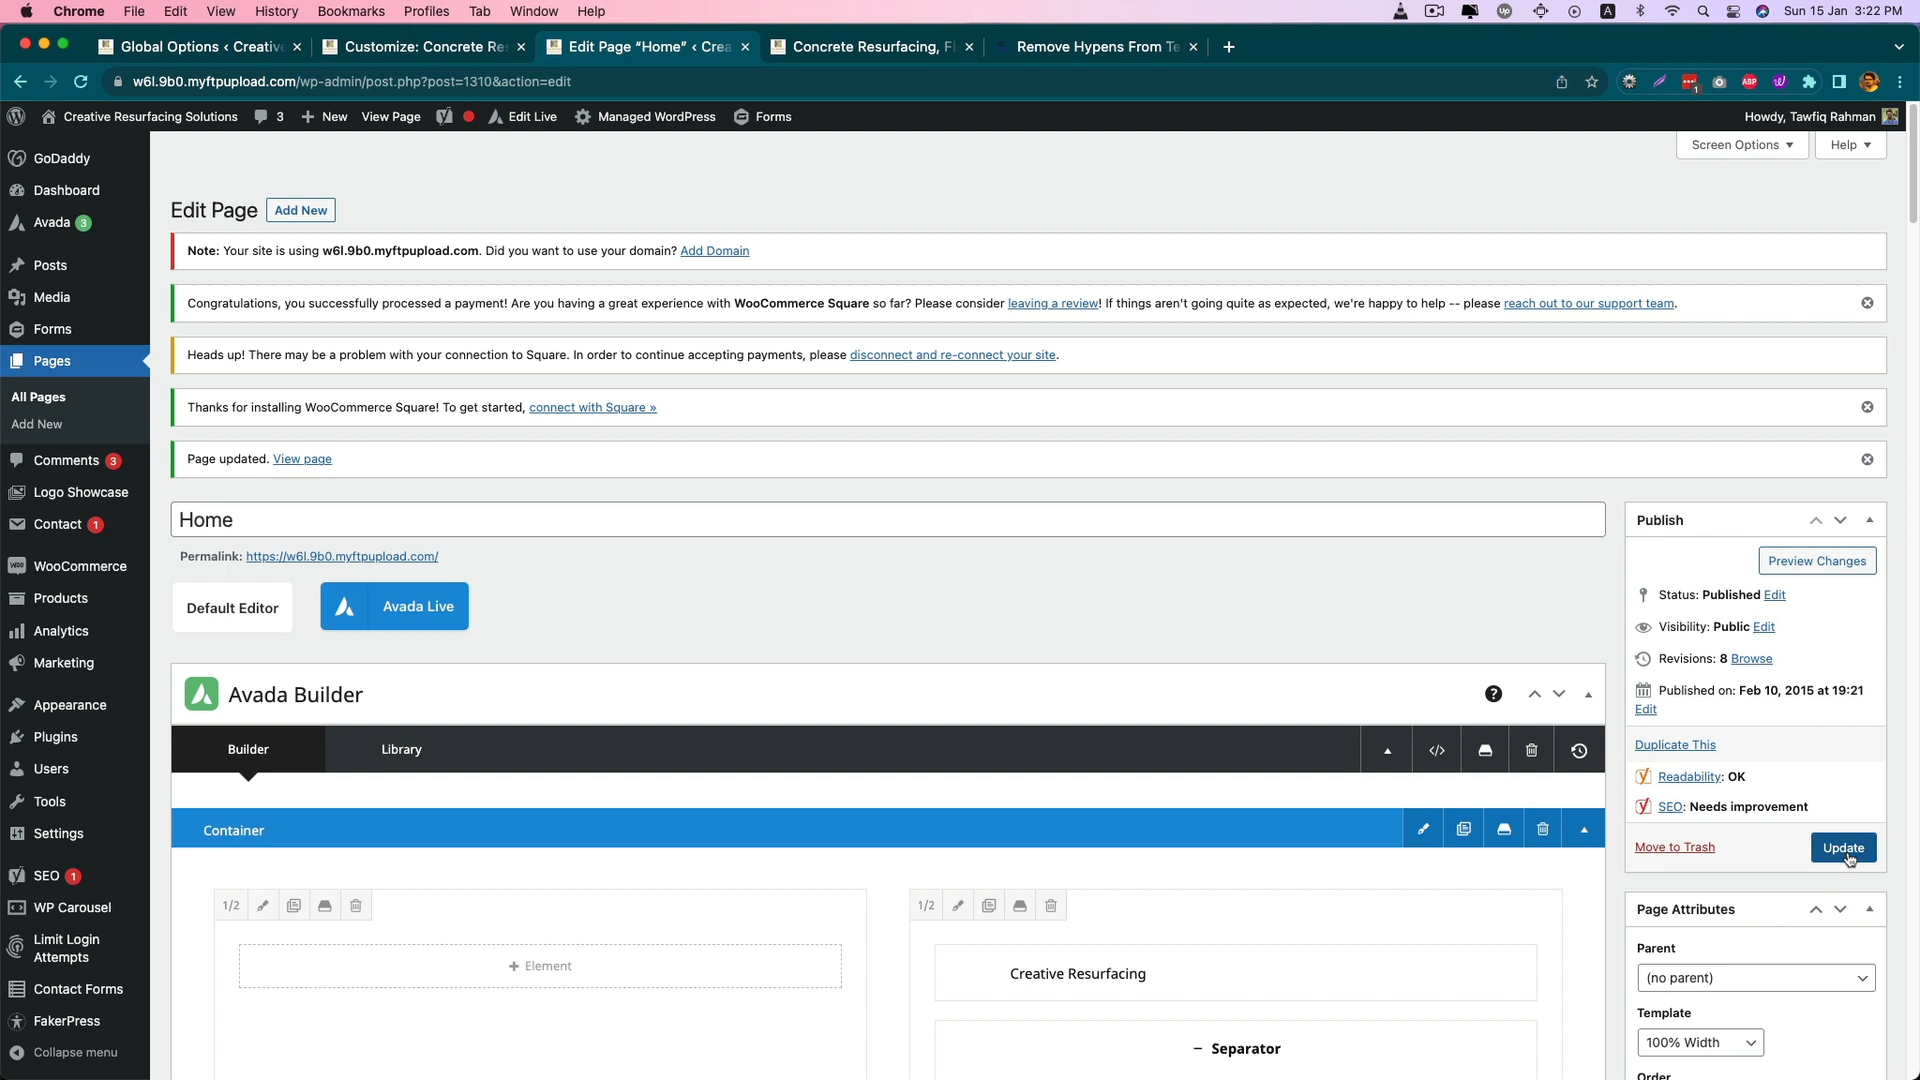 Chrome File Edit View History Bookmarks Profiles Tab Window Help
Up A Sun 15 Jan 3:22 PM
Global Options ‹ Creative
Customize: Concrete Re
Edit Page “Home” ‹ Crea
Concrete Resurfacing, F
Remove Hypens From Te
w6l.9b0.myftpupload.com/wp-admin/post.php?post=1310&action=edit
1 ABP
Creative Resurfacing Solutions 3 New View Page Edit Live Managed WordPress Forms
Howdy, Tawfiq Rahman
GoDaddy
Dashboard
Avada 3
Posts
Media
Forms
Pages
All Pages
Add New
Comments 3
Logo Showcase
Contact 1
WooCommerce
Products
Analytics
Marketing
Appearance
Plugins
Users
Tools
Settings
SEO 1
WP Carousel
Limit Login
Attempts
Contact Forms
FakerPress
Collapse menu
Screen Options Help
Edit Page Add New
Note: Your site is using w6l.9b0.myftpupload.com. Did you want to use your domain? Add Domain
Congratulations, you successfully processed a payment! Are you having a great experience with WooCommerce Square so far? Please consider leaving a review! If things aren't going quite as expected, we're happy to help -- please reach out to our support team.
Heads up! There may be a problem with your connection to Square. In order to continue accepting payments, please disconnect and re-connect your site.
Thanks for installing WooCommerce Square! To get started, connect with Square »
Page updated. View page
Home
Permalink: https://w6l.9b0.myftpupload.com/
Default Editor Avada Live
Avada Builder
Builder Library
Container
1/2
+ Element
1/2
Creative Resurfacing
– Separator
Publish
Preview Changes
Status: Published Edit
Visibility: Public Edit
Revisions: 8 Browse
Published on: Feb 10, 2015 at 19:21
Edit
Duplicate This
Readability: OK
SEO: Needs improvement
Move to Trash Update
Page Attributes
Parent
(no parent)
Template
100% Width
Order